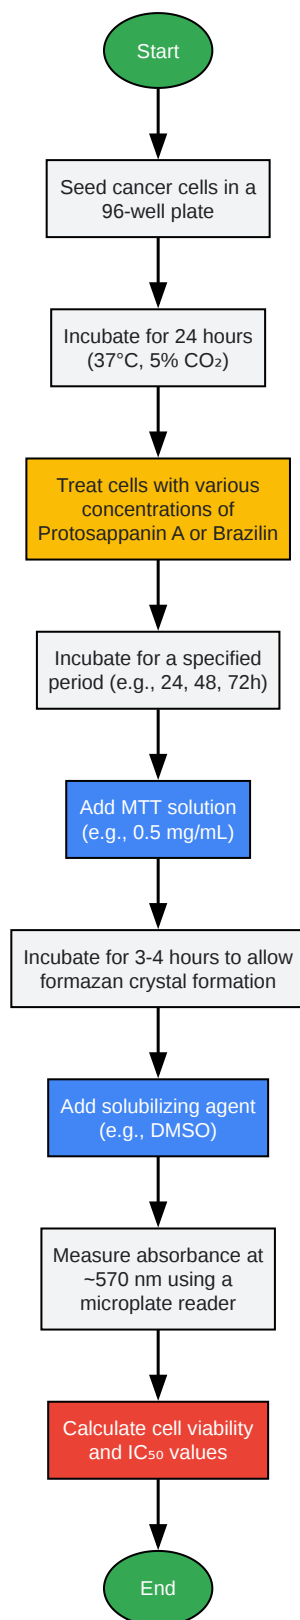 Start
Seed cancer cells in a
96-well plate
Incubate for 24 hours
(37°C, 5% CO₂)
Treat cells with various
concentrations of
Protosappanin A or Brazilin
Incubate for a specified
period (e.g., 24, 48, 72h)
Add MTT solution
(e.g., 0.5 mg/mL)
Incubate for 3-4 hours to allow
formazan crystal formation
Add solubilizing agent
(e.g., DMSO)
Measure absorbance at
~570 nm using a
microplate reader
Calculate cell viability
and IC₅₀ values
End